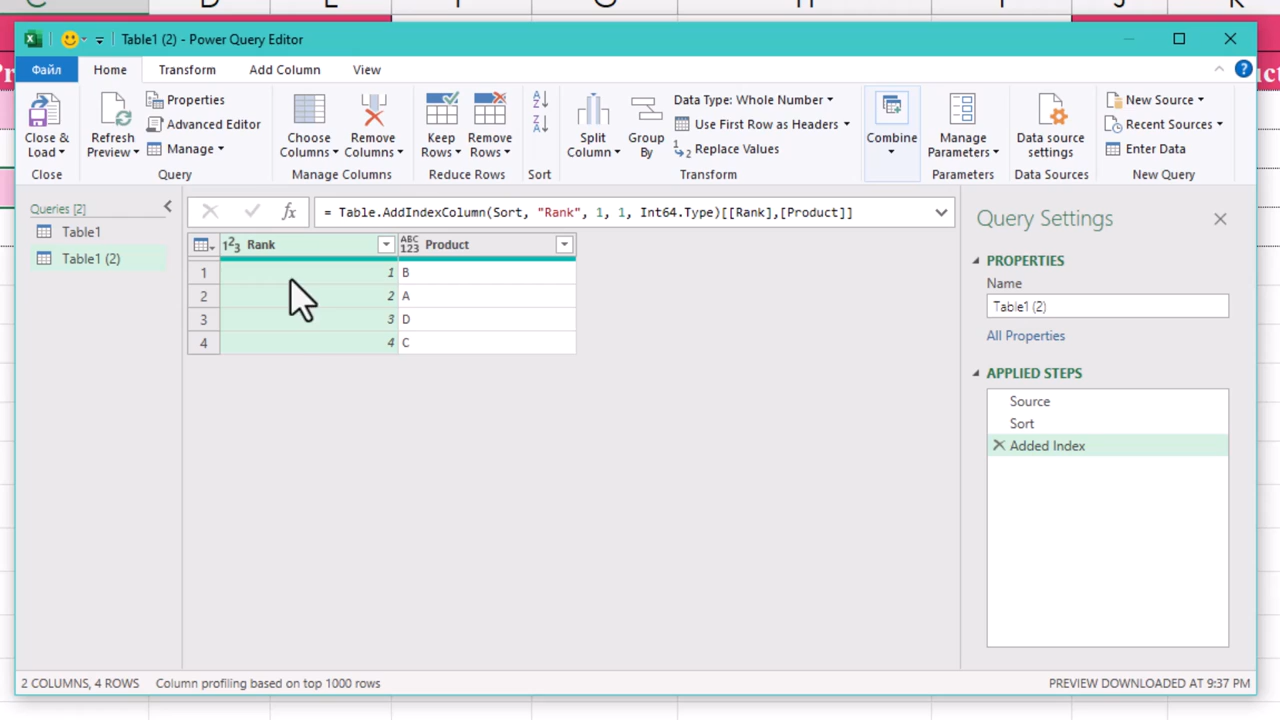 Table1 (2) - Power Query Editor
Файл Home Transform Add Column View
Close & Load
Close
Refresh Preview
Properties
Advanced Editor
Manage
Query
Choose Columns
Remove Columns
Manage Columns
Keep Rows
Remove Rows
Reduce Rows
Sort
Split Column
Group By
Data Type: Whole Number
Use First Row as Headers
Replace Values
Transform
Combine
Manage Parameters
Parameters
Data source settings
Data Sources
New Source
Recent Sources
Enter Data
New Query
Queries [2]
Table1
Table1 (2)
= Table.AddIndexColumn(Sort, "Rank", 1, 1, Int64.Type)[[Rank],[Product]]
Rank Product
1 1 B
2 2 A
3 3 D
4 4 C
Query Settings
PROPERTIES
Name
Table1 (2)
All Properties
APPLIED STEPS
Source
Sort
Added Index
2 COLUMNS, 4 ROWS Column profiling based on top 1000 rows
PREVIEW DOWNLOADED AT 9:37 PM